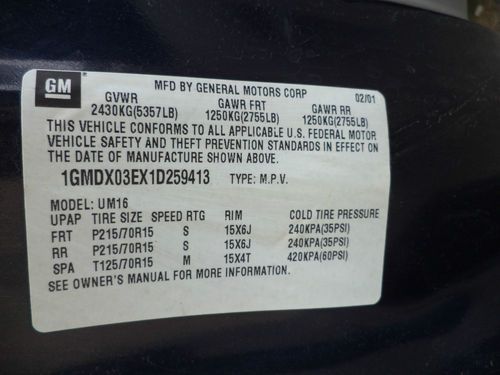 GM MFD BY GENERAL MOTORS CORP 02/01
GVWR GAWR FRT GAWR RR
2430KG(5357LB) 1250KG(2755LB) 1250KG(2755LB)
THIS VEHICLE CONFORMS TO ALL APPLICABLE U.S. FEDERAL MOTOR
VEHICLE SAFETY AND THEFT PREVENTION STANDARDS IN EFFECT ON
THE DATE OF MANUFACTURE SHOWN ABOVE.
1GMDX03EX1D259413 TYPE: M.P.V.
MODEL: UM16
UPAP TIRE SIZE SPEED RTG RIM COLD TIRE PRESSURE
FRT P215/70R15 S 15X6J 240KPA(35PSI)
RR P215/70R15 S 15X6J 240KPA(35PSI)
SPA T125/70R15 M 15X4T 420KPA(60PSI)
SEE OWNER'S MANUAL FOR MORE INFORMATION.